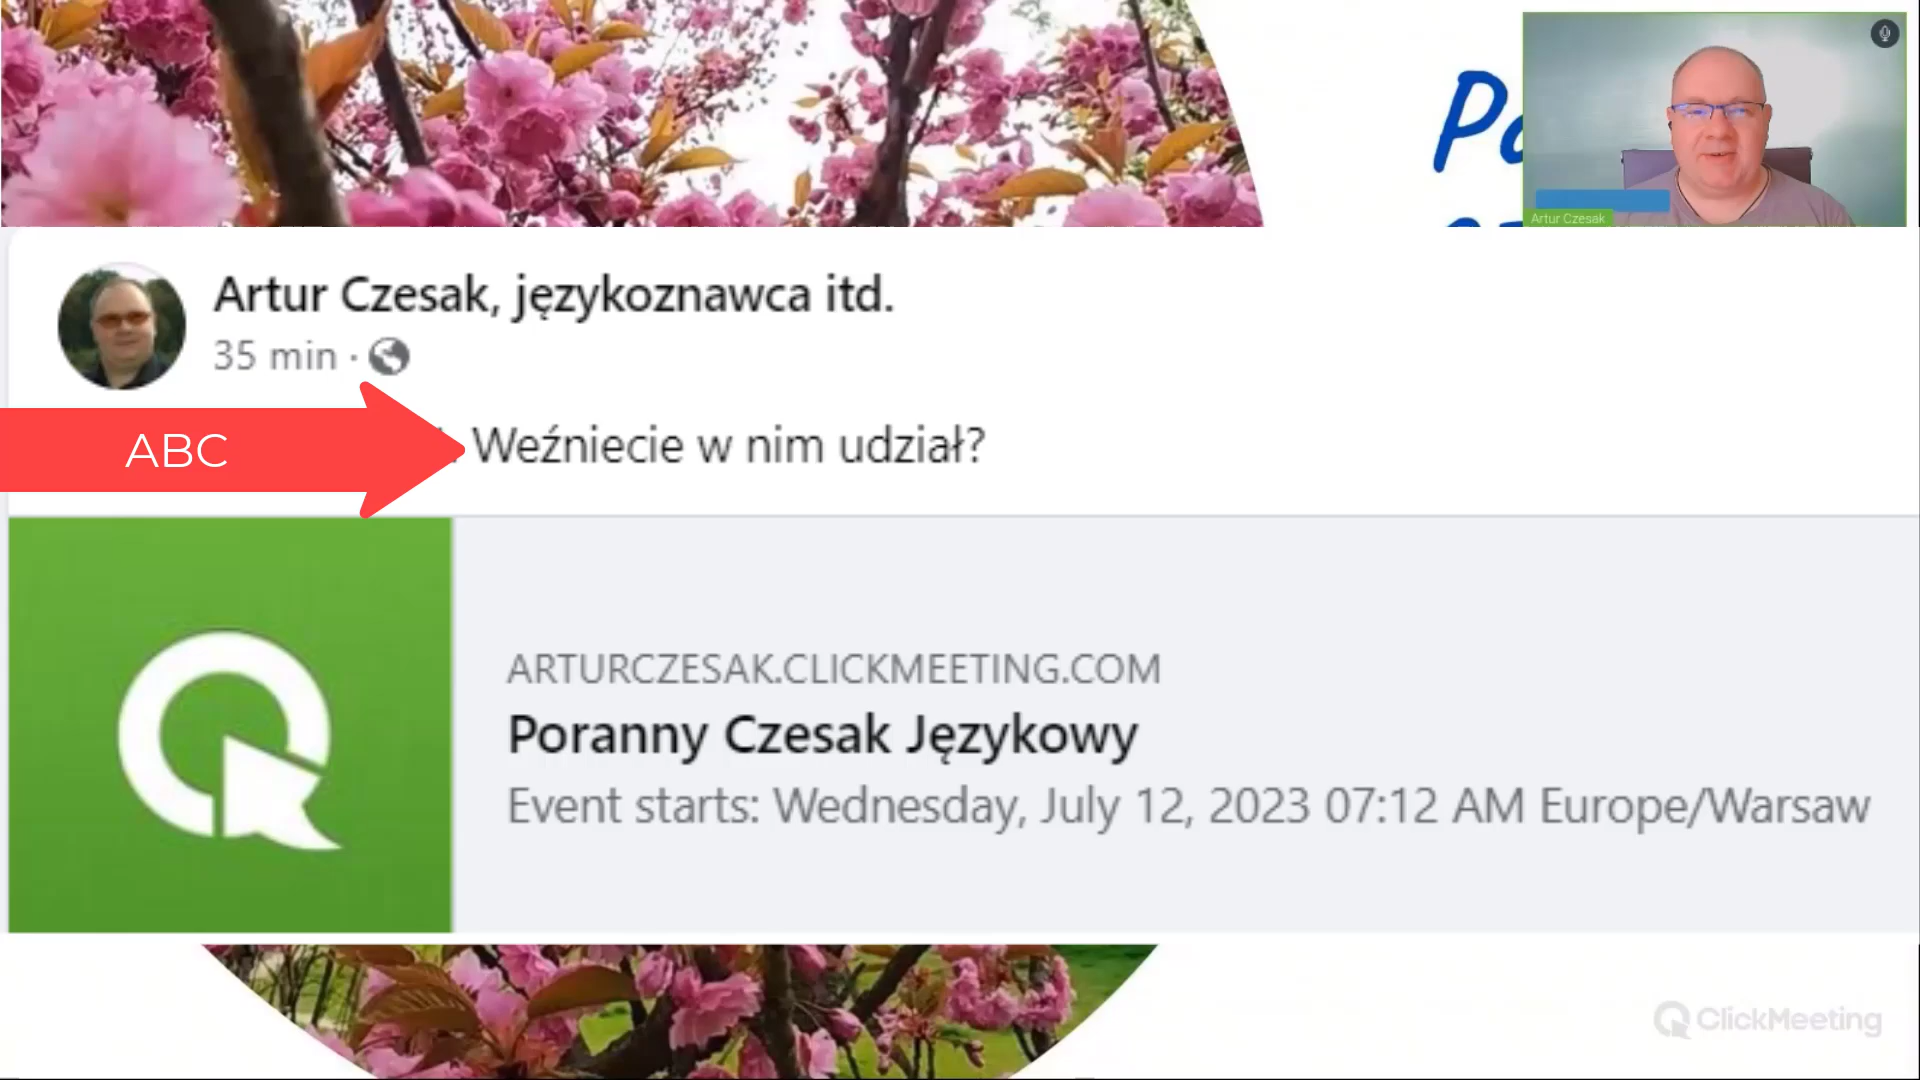 Artur Czesak
Artur Czesak, językoznawca itd.
35 min ·
ABC
Weźniecie w nim udział?
ARTURCZESAK.CLICKMEETING.COM
Poranny Czesak Językowy
Event starts: Wednesday, July 12, 2023 07:12 AM Europe/Warsaw
ClickMeeting